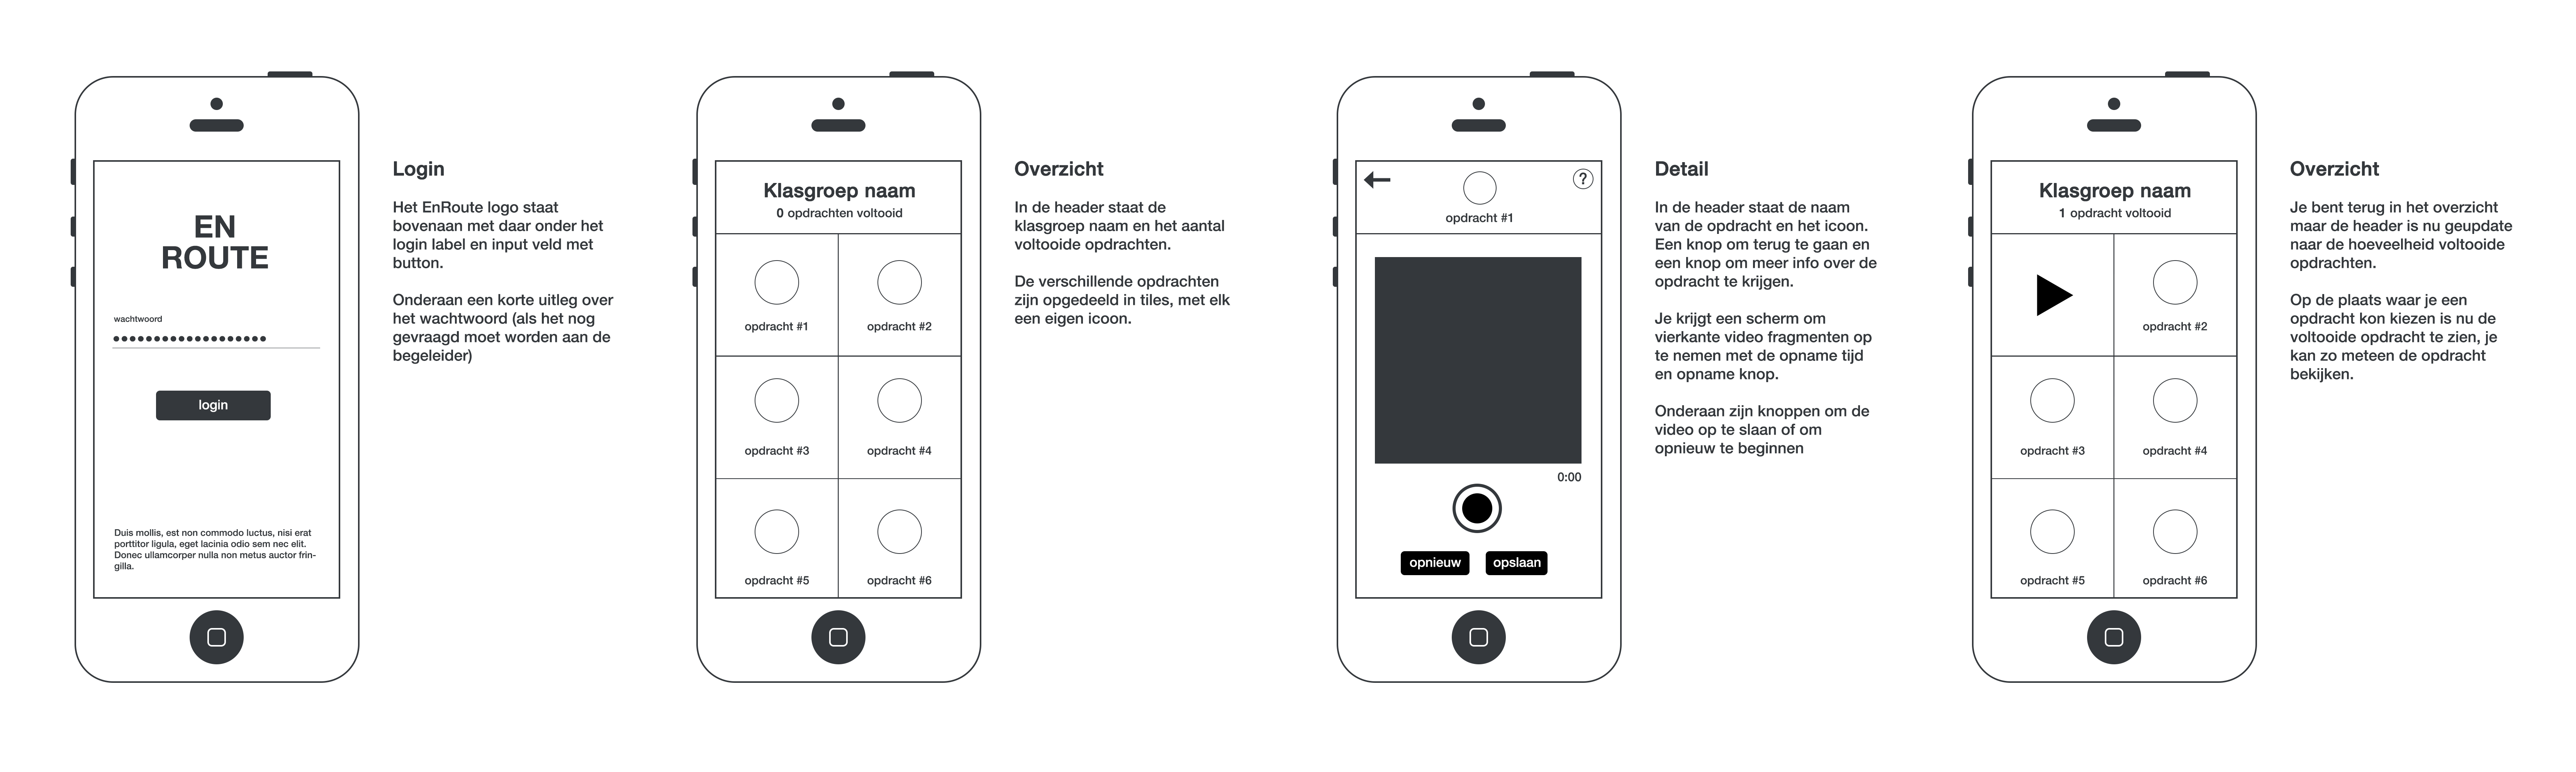 EN
ROUTE
wachtwoord
login
Duis mollis, est non commodo luctus, nisi erat
porttitor ligula, eget lacinia odio sem nec elit.
Donec ullamcorper nulla non metus auctor frin-
gilla.
Login
Het EnRoute logo staat
bovenaan met daar onder het
login label en input veld met
button.
Onderaan een korte uitleg over
het wachtwoord (als het nog
gevraagd moet worden aan de
begeleider)
Klasgroep naam
0 opdrachten voltooid
opdracht #1
opdracht #2
opdracht #3
opdracht #4
opdracht #5
opdracht #6
Overzicht
In de header staat de
klasgroep naam en het aantal
voltooide opdrachten.
De verschillende opdrachten
zijn opgedeeld in tiles, met elk
een eigen icoon.
?
opdracht #1
0:00
opnieuw
opslaan
Detail
In de header staat de naam
van de opdracht en het icoon.
Een knop om terug te gaan en
een knop om meer info over de
opdracht te krijgen.
Je krijgt een scherm om
vierkante video fragmenten op
te nemen met de opname tijd
en opname knop.
Onderaan zijn knoppen om de
video op te slaan of om
opnieuw te beginnen
Klasgroep naam
1 opdracht voltooid
opdracht #2
opdracht #3
opdracht #4
opdracht #5
opdracht #6
Overzicht
Je bent terug in het overzicht
maar de header is nu geupdate
naar de hoeveelheid voltooide
opdrachten.
Op de plaats waar je een
opdracht kon kiezen is nu de
voltooide opdracht te zien, je
kan zo meteen de opdracht
bekijken.